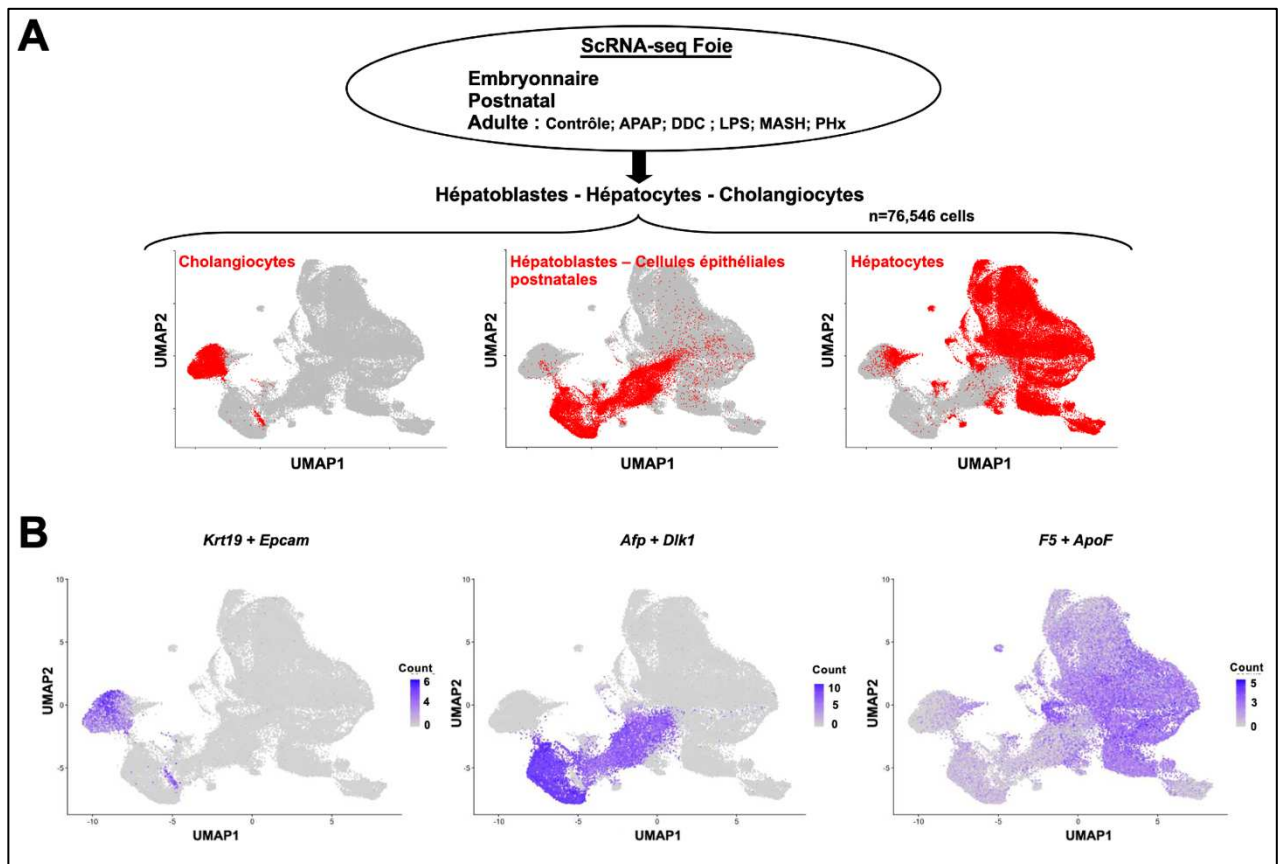 A
ScRNA-seq Foie
Embryonnaire
Postnatal
Adulte : Contrôle; APAP; DDC ; LPS; MASH; PHx
Hépatoblastes - Hépatocytes - Cholangiocytes
n=76,546 cells
Cholangiocytes
UMAP2
UMAP1
Hépatoblastes – Cellules épithéliales
postnatales
UMAP2
UMAP1
Hépatocytes
UMAP2
UMAP1
B
Krt19 + Epcam
10
5
0
-5
-10 -5 0 5
UMAP2
UMAP1
Count
6
4
0
Afp + Dlk1
10
5
0
-5
-10 -5 0 5
UMAP2
UMAP1
Count
10
5
0
F5 + ApoF
10
5
0
-5
-10 -5 0 5
UMAP2
UMAP1
Count
5
3
0